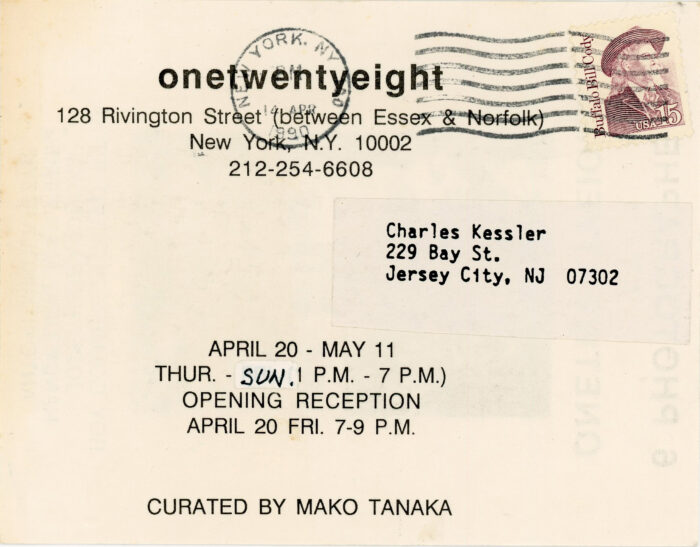 NEW YORK, NY
PM
14 APR
1990
Buffalo Bill Cody
USA 15
onetwentyeight
128 Rivington Street (between Essex & Norfolk)
New York, N.Y. 10002
212-254-6608
Charles Kessler
229 Bay St.
Jersey City, NJ 07302
APRIL 20 - MAY 11
THUR. - SUN. 1 P.M. - 7 P.M.)
OPENING RECEPTION
APRIL 20 FRI. 7-9 P.M.
CURATED BY MAKO TANAKA